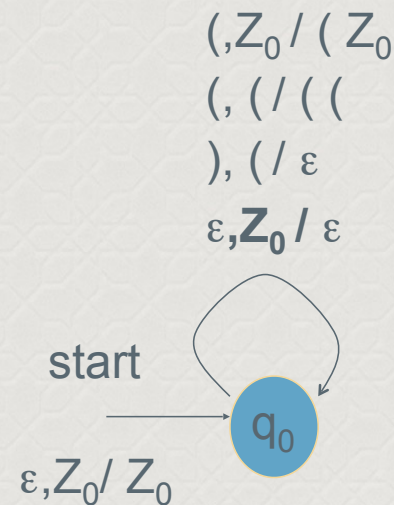 (,Z₀ / ( Z₀
(, ( / ( (
), ( / ε
ε,Z₀ / ε
start
q₀
ε,Z₀/ Z₀